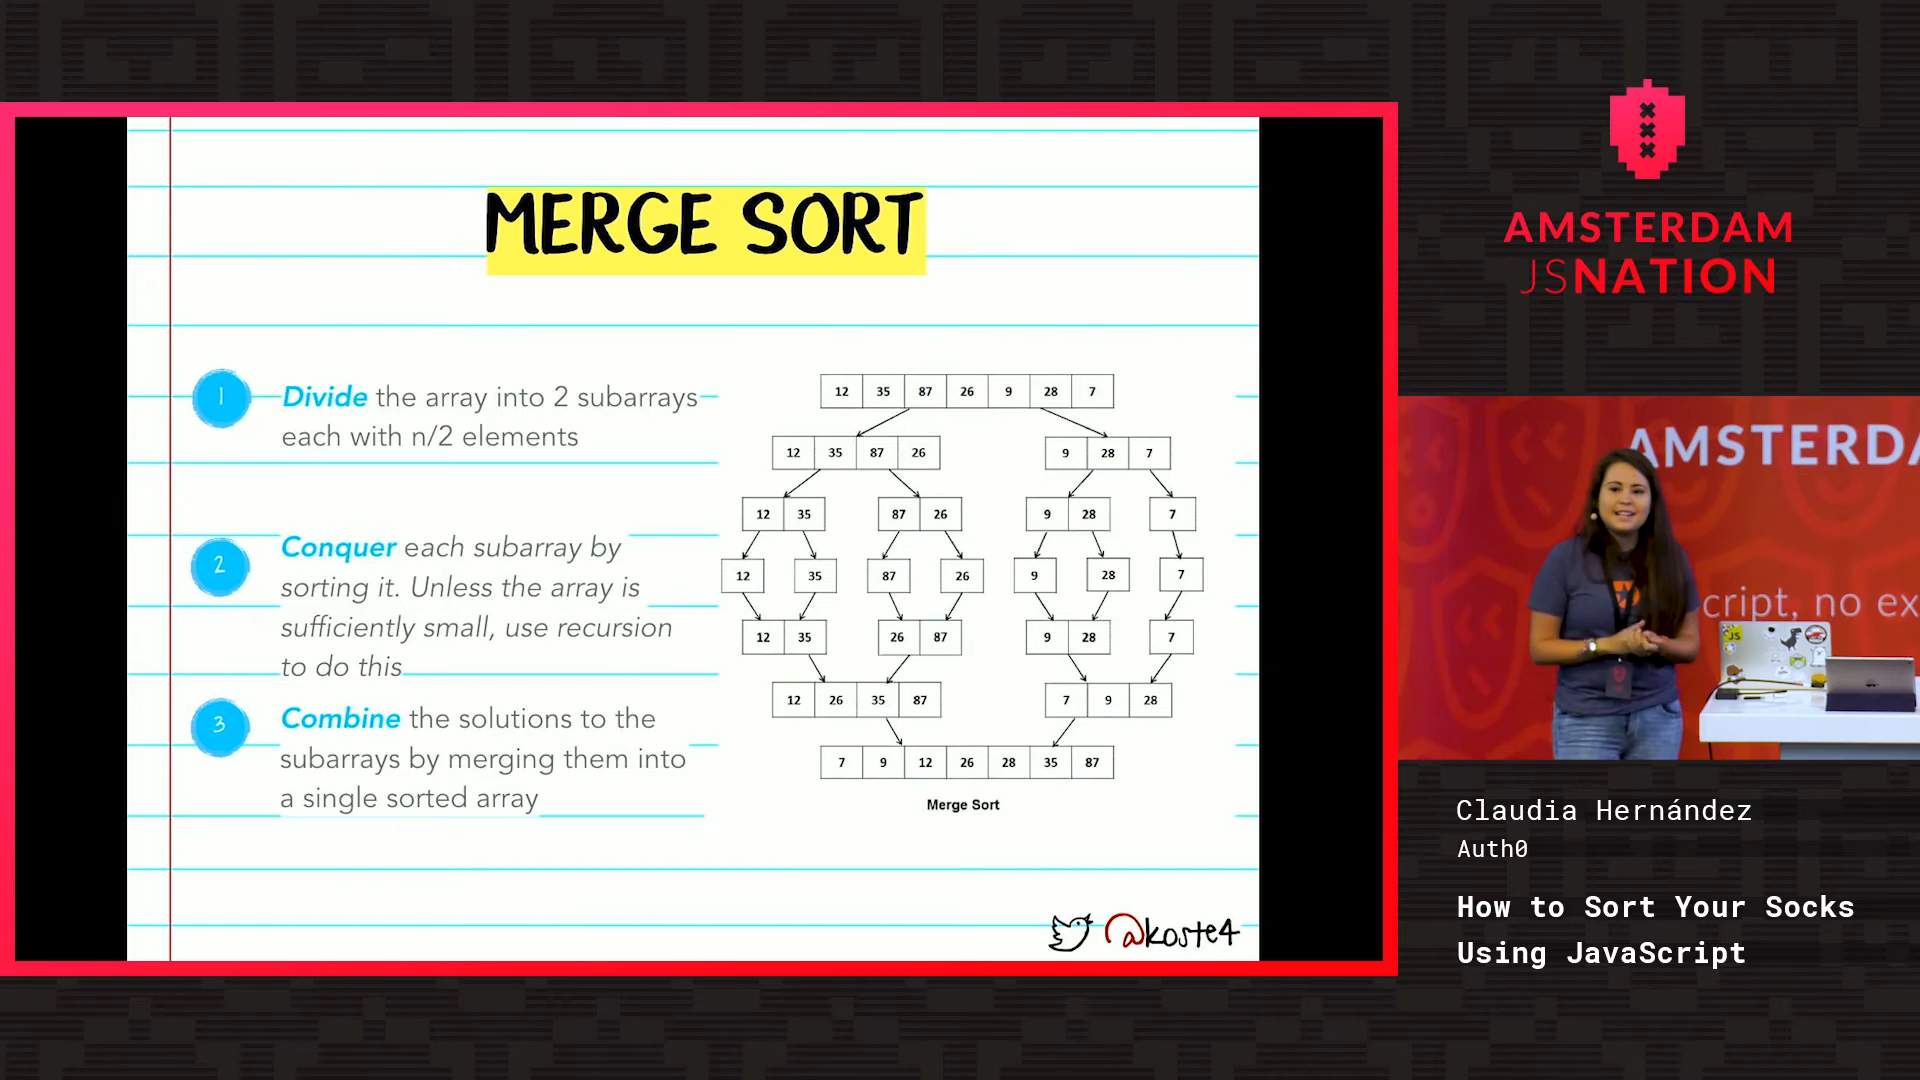 MERGE SORT
1
Divide the array into 2 subarrays
each with n/2 elements
2
Conquer each subarray by
sorting it. Unless the array is
sufficiently small, use recursion
to do this
3
Combine the solutions to the
subarrays by merging them into
a single sorted array
12 35 87 26 9 28 7
12 35 87 26 9 28 7
12 35 87 26 9 28 7
12 35 87 26 9 28 7
12 35 26 87 9 28 7
12 26 35 87 7 9 28
7 9 12 26 28 35 87
Merge Sort
@koste4
AMSTERDAM
JSNATION
AMSTERDA
cript, no ex
JS
Claudia Hernández
Auth0
How to Sort Your Socks
Using JavaScript